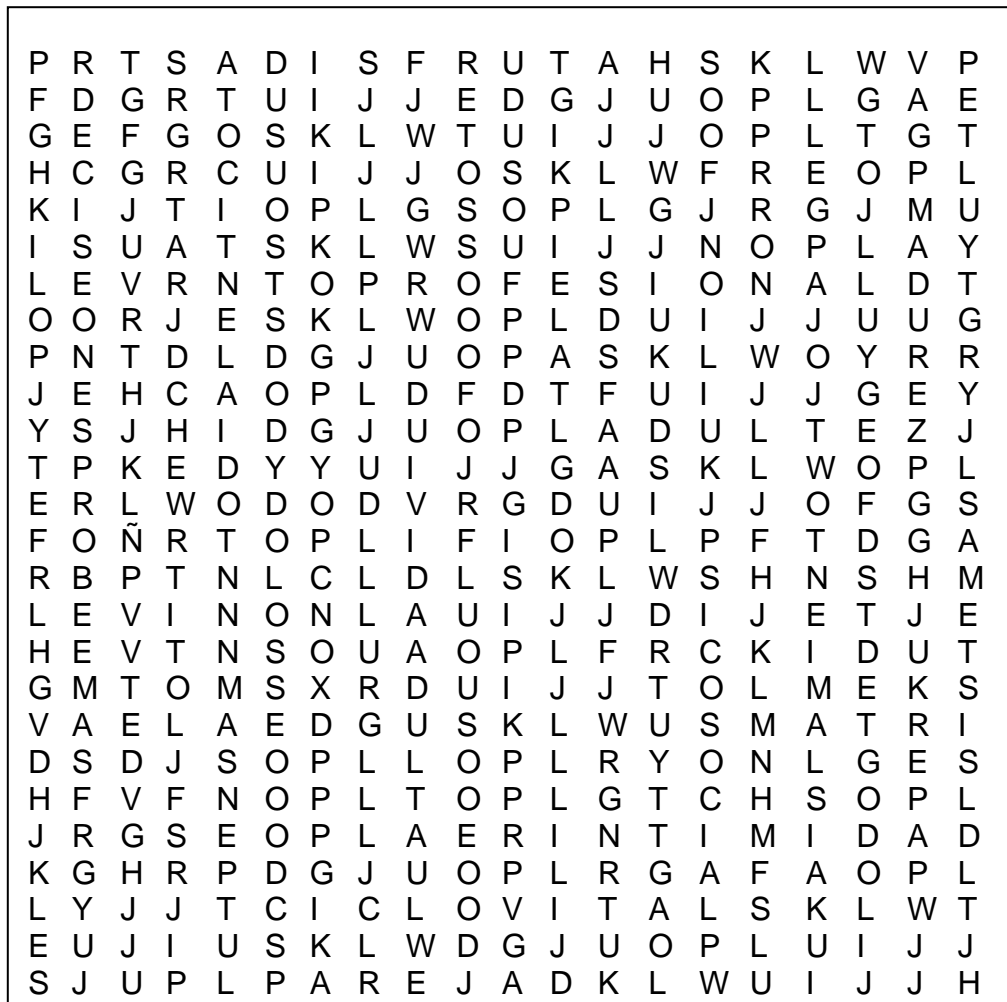 P R T S A D I S F R U T A H S K L W V P
F D G R T U I J J E D G J U O P L G A E
G E F G O S K L W T U I J J O P L T G T
H C G R C U I J J O S K L W F R E O P L
K I J T I O P L G S O P L G J R G J M U
I S U A T S K L W S U I J J N O P L A Y
L E V R N T O P R O F E S I O N A L D T
O O R J E S K L W O P L D U I J J U U G
P N T D L D G J U O P A S K L W O Y R R
J E H C A O P L D F D T F U I J J G E Y
Y S J H I D G J U O P L A D U L T E Z J
T P K E D Y Y U I J J G A S K L W O P L
E R L W O D O D V R G D U I J J O F G S
F O Ñ R T O P L I F I O P L P F T D G A
R B P T N L C L D L S K L W S H N S H M
L E V I N O N L A U I J J D I J E T J E
H E V T N S O U A O P L F R C K I D U T
G M T O M S X R D U I J J T O L M E K S
V A E L A E D G U S K L W U S M A T R I
D S D J S O P L L O P L R Y O N L G E S
H F V F N O P L T O P L G T C H S O P L
J R G S E O P L A E R I N T I M I D A D
K G H R P D G J U O P L R G A F A O P L
L Y J J T C I C L O V I T A L S K L W T
E U J I U S K L W D G J U O P L U I J J
S J U P L P A R E J A D K L W U I J J H